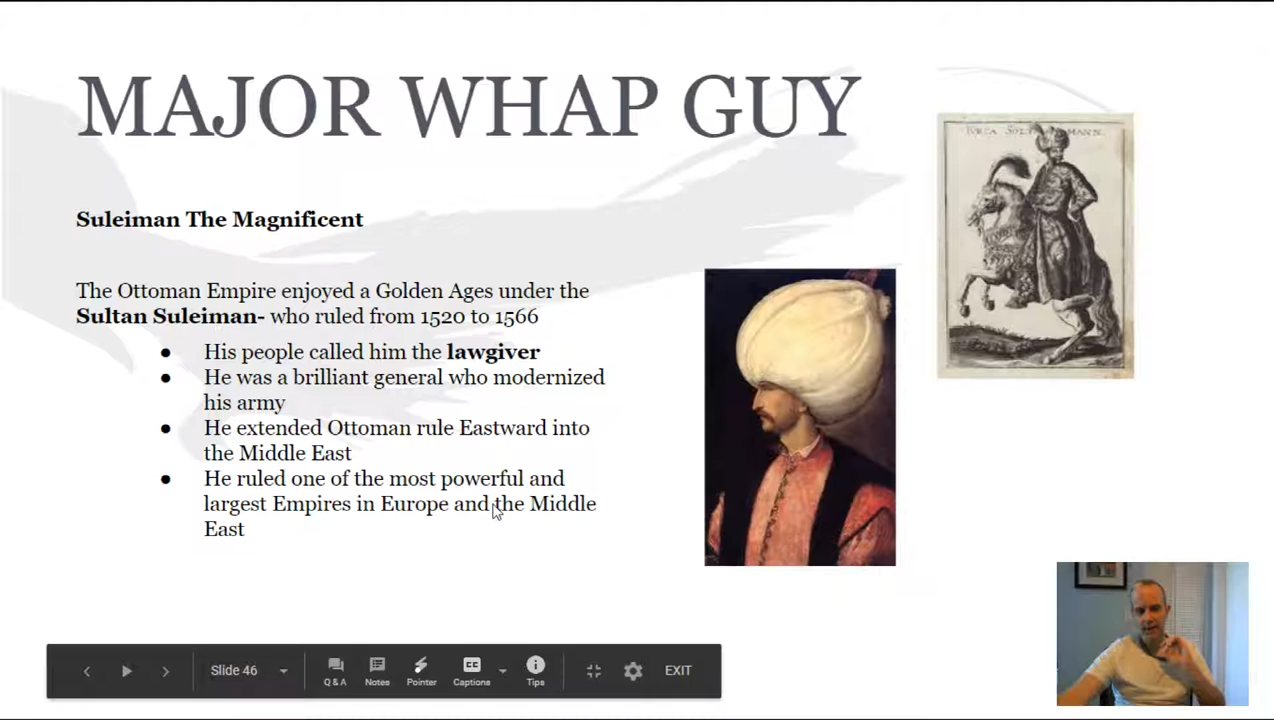 MAJOR WHAP GUY
Suleiman The Magnificent
The Ottoman Empire enjoyed a Golden Ages under the
Sultan Suleiman- who ruled from 1520 to 1566
● His people called him the lawgiver
● He was a brilliant general who modernized
his army
● He extended Ottoman rule Eastward into
the Middle East
● He ruled one of the most powerful and
largest Empires in Europe and the Middle
East
Slide 46
Q & A
Notes
Pointer
CC
Captions
Tips
EXIT